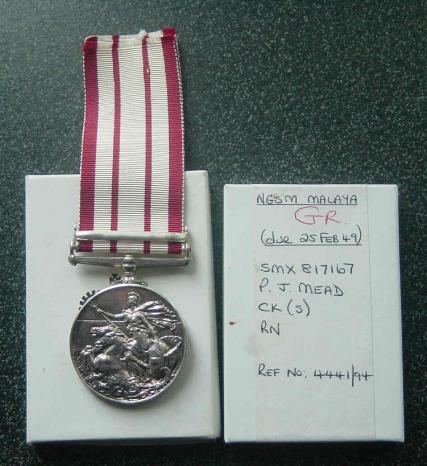 NGSM MALAYA
GR.
(due 25 FEB 49)
SMX 817167
P. J. MEAD
CK (S)
RN
REF NO: 4441/94